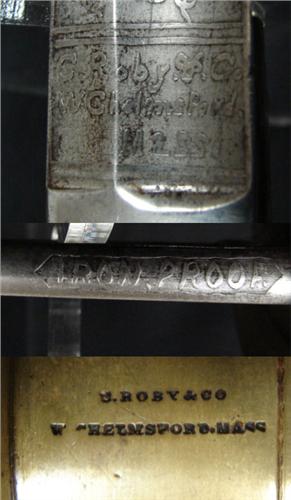 C. Roby & Co.
W. Chelmsford.
Mass.
IRON.PROOF
C.ROBY & CO
W CHELMSFORD.MASS